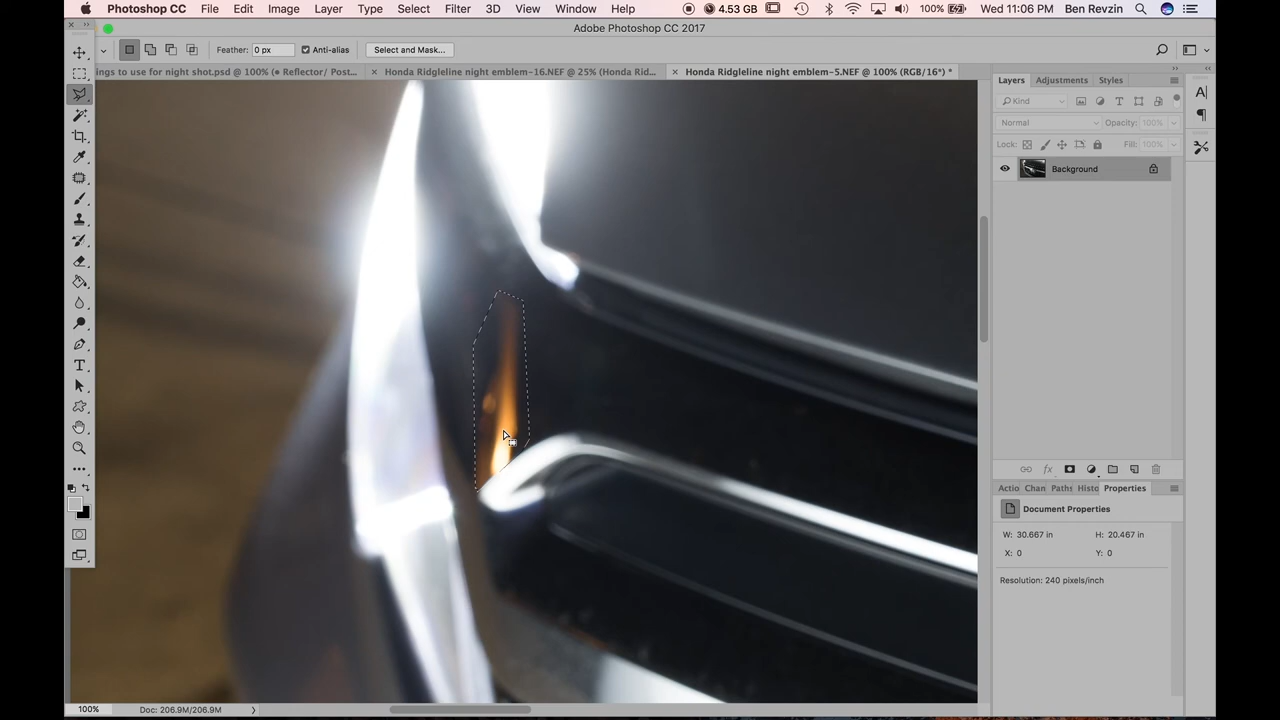 Photoshop CC File Edit Image Layer Type Select Filter 3D View Window Help 4.53 GB 100% Wed 11:06 PM Ben Revzin
Adobe Photoshop CC 2017
Feather: 0 px Anti-alias Select and Mask...
ings to use for night shot.psd @ 100% (● Reflector/ Post... × Honda Ridgleline night emblem-16.NEF @ 25% (Honda Rid... × Honda Ridgleline night emblem-5.NEF @ 100% (RGB/16*) *
Layers Adjustments Styles
Kind
Normal Opacity: 100%
Lock: Fill: 100%
Background
Actio Chan Paths Histo Properties
Document Properties
W: 30.667 in H: 20.467 in
X: 0 Y: 0
Resolution: 240 pixels/inch
100% Doc: 206.9M/206.9M